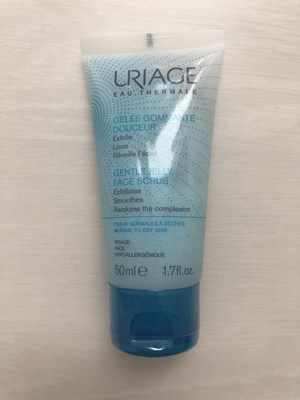 URIAGE
EAU THERMALE
GELÉE GOMMANTE
DOUCEUR
Exfolie
Lisse
Réveille l'éclat
GENTLE JELLY
FACE SCRUB
Exfoliates
Smoothes
Awakens the complexion
PEAUX NORMALES À SÈCHES
NORMAL TO DRY SKIN
VISAGE
FACE
HYPOALLERGÉNIQUE
50ml e 1.7fl.oz.